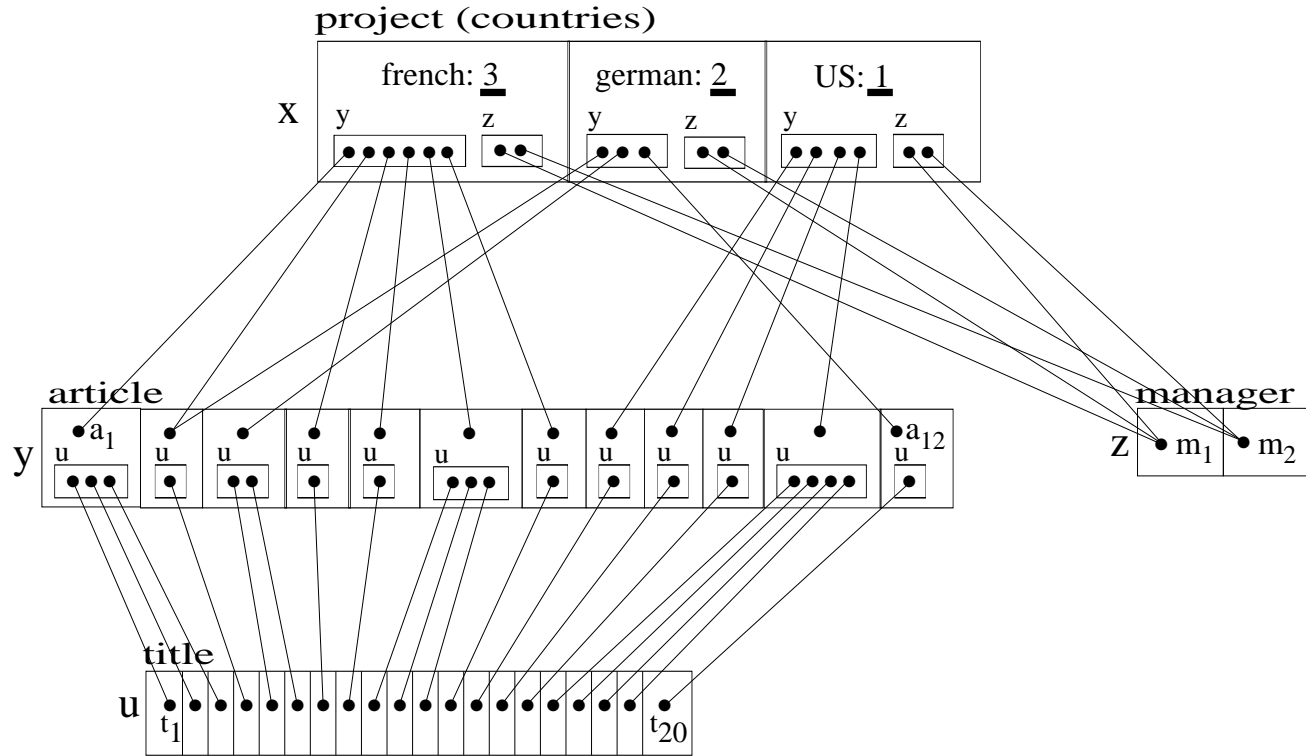 project (countries)
french: 3 german: 2 US: 1
x
y z y z y z
article manager
a1 a12
y u u u u u u u u u u u u z m1 m2
title
u t1 t20